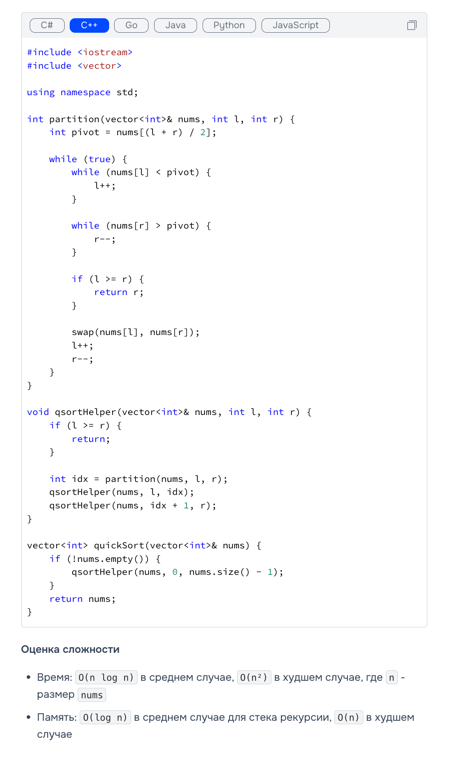 C# C++ Go Java Python JavaScript
#include <iostream>
#include <vector>

using namespace std;

int partition(vector<int>& nums, int l, int r) {
    int pivot = nums[(l + r) / 2];

    while (true) {
        while (nums[l] < pivot) {
            l++;
        }

        while (nums[r] > pivot) {
            r--;
        }

        if (l >= r) {
            return r;
        }

        swap(nums[l], nums[r]);
        l++;
        r--;
    }
}

void qsortHelper(vector<int>& nums, int l, int r) {
    if (l >= r) {
        return;
    }

    int idx = partition(nums, l, r);
    qsortHelper(nums, l, idx);
    qsortHelper(nums, idx + 1, r);
}

vector<int> quickSort(vector<int>& nums) {
    if (!nums.empty()) {
        qsortHelper(nums, 0, nums.size() - 1);
    }
    return nums;
}

Оценка сложности
• Время: O(n log n) в среднем случае, O(n²) в худшем случае, где n -
размер nums
• Память: O(log n) в среднем случае для стека рекурсии, O(n) в худшем
случае